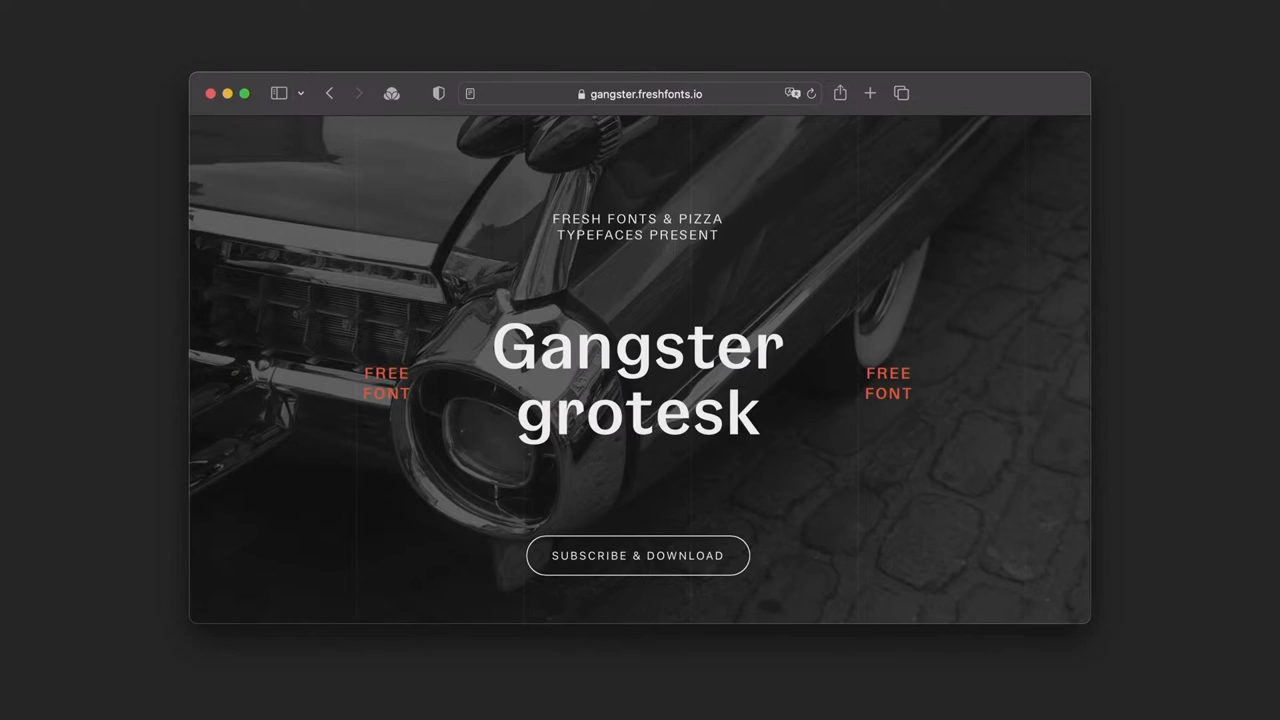 gangster.freshfonts.io
FRESH FONTS & PIZZA
TYPEFACES PRESENT
Gangster
grotesk
FREE
FONT
FREE
FONT
SUBSCRIBE & DOWNLOAD